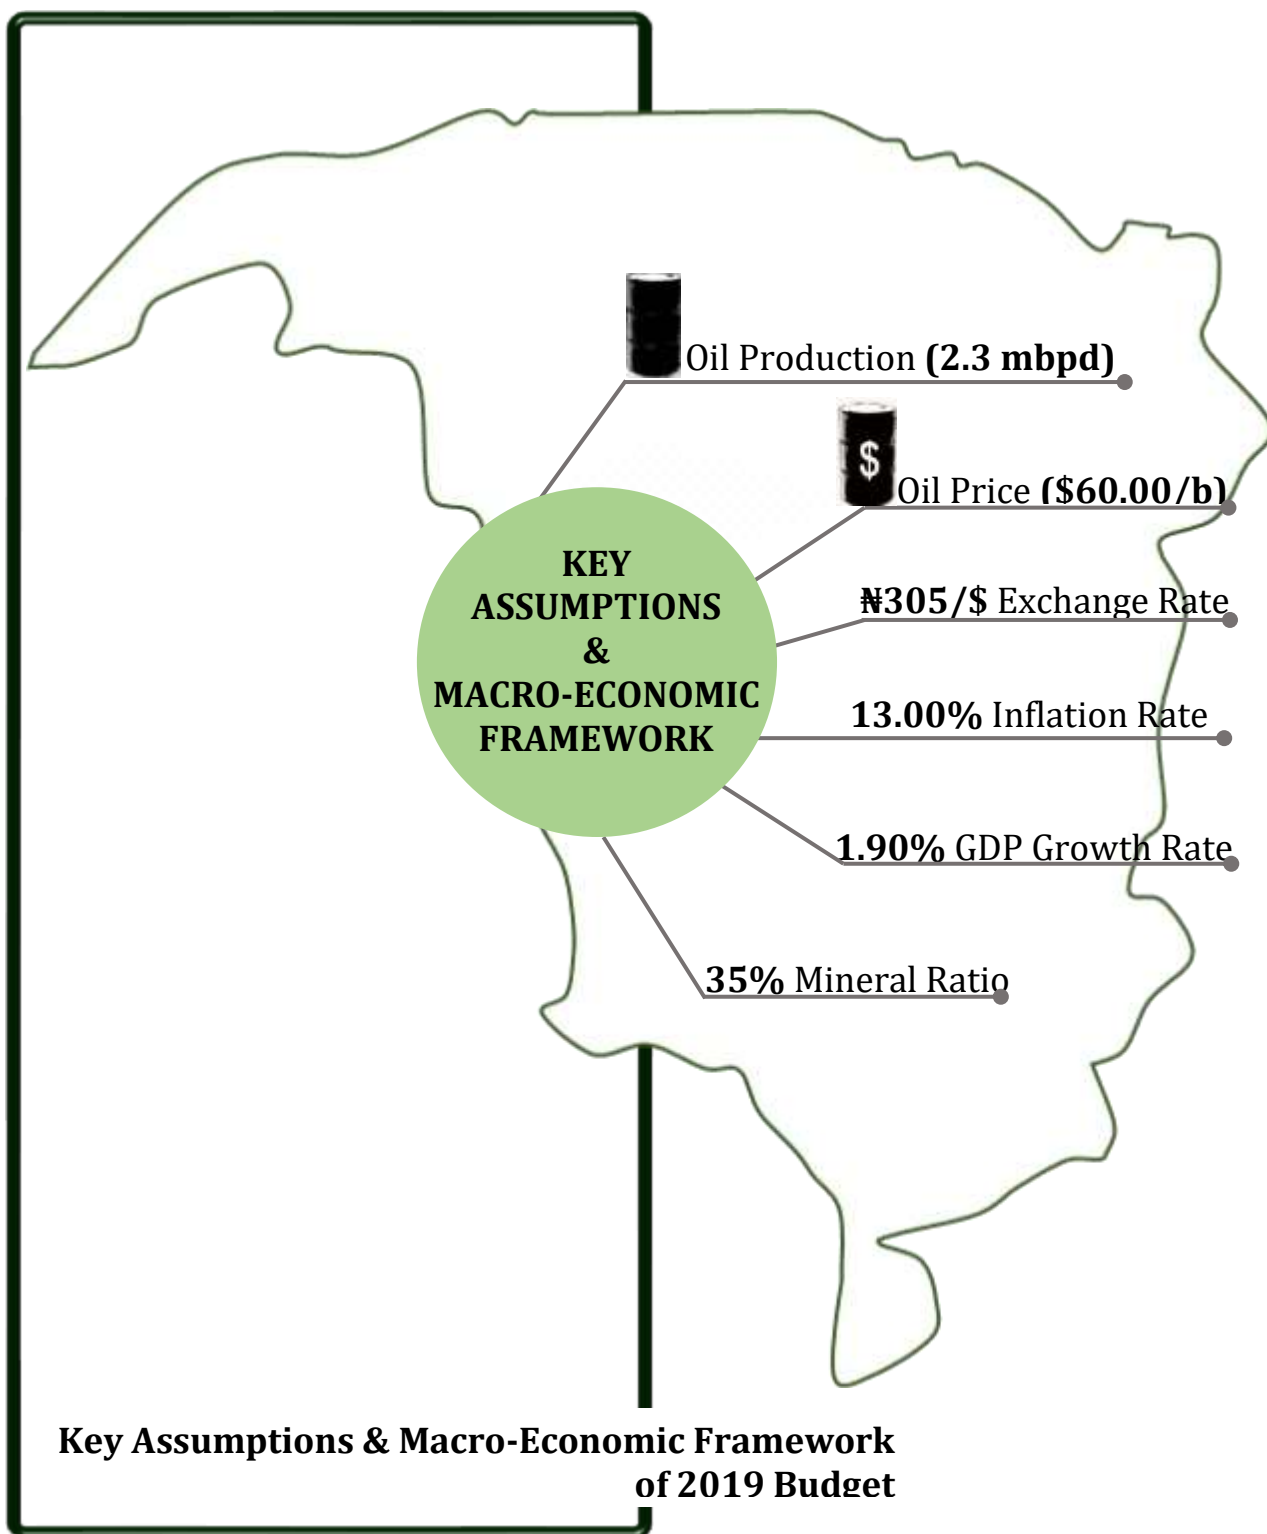 Oil Production (2.3 mbpd)
$
Oil Price ($60.00/b)
KEY
ASSUMPTIONS
&
MACRO-ECONOMIC
FRAMEWORK
₦305/$ Exchange Rate
13.00% Inflation Rate
1.90% GDP Growth Rate
35% Mineral Ratio
Key Assumptions & Macro-Economic Framework
of 2019 Budget